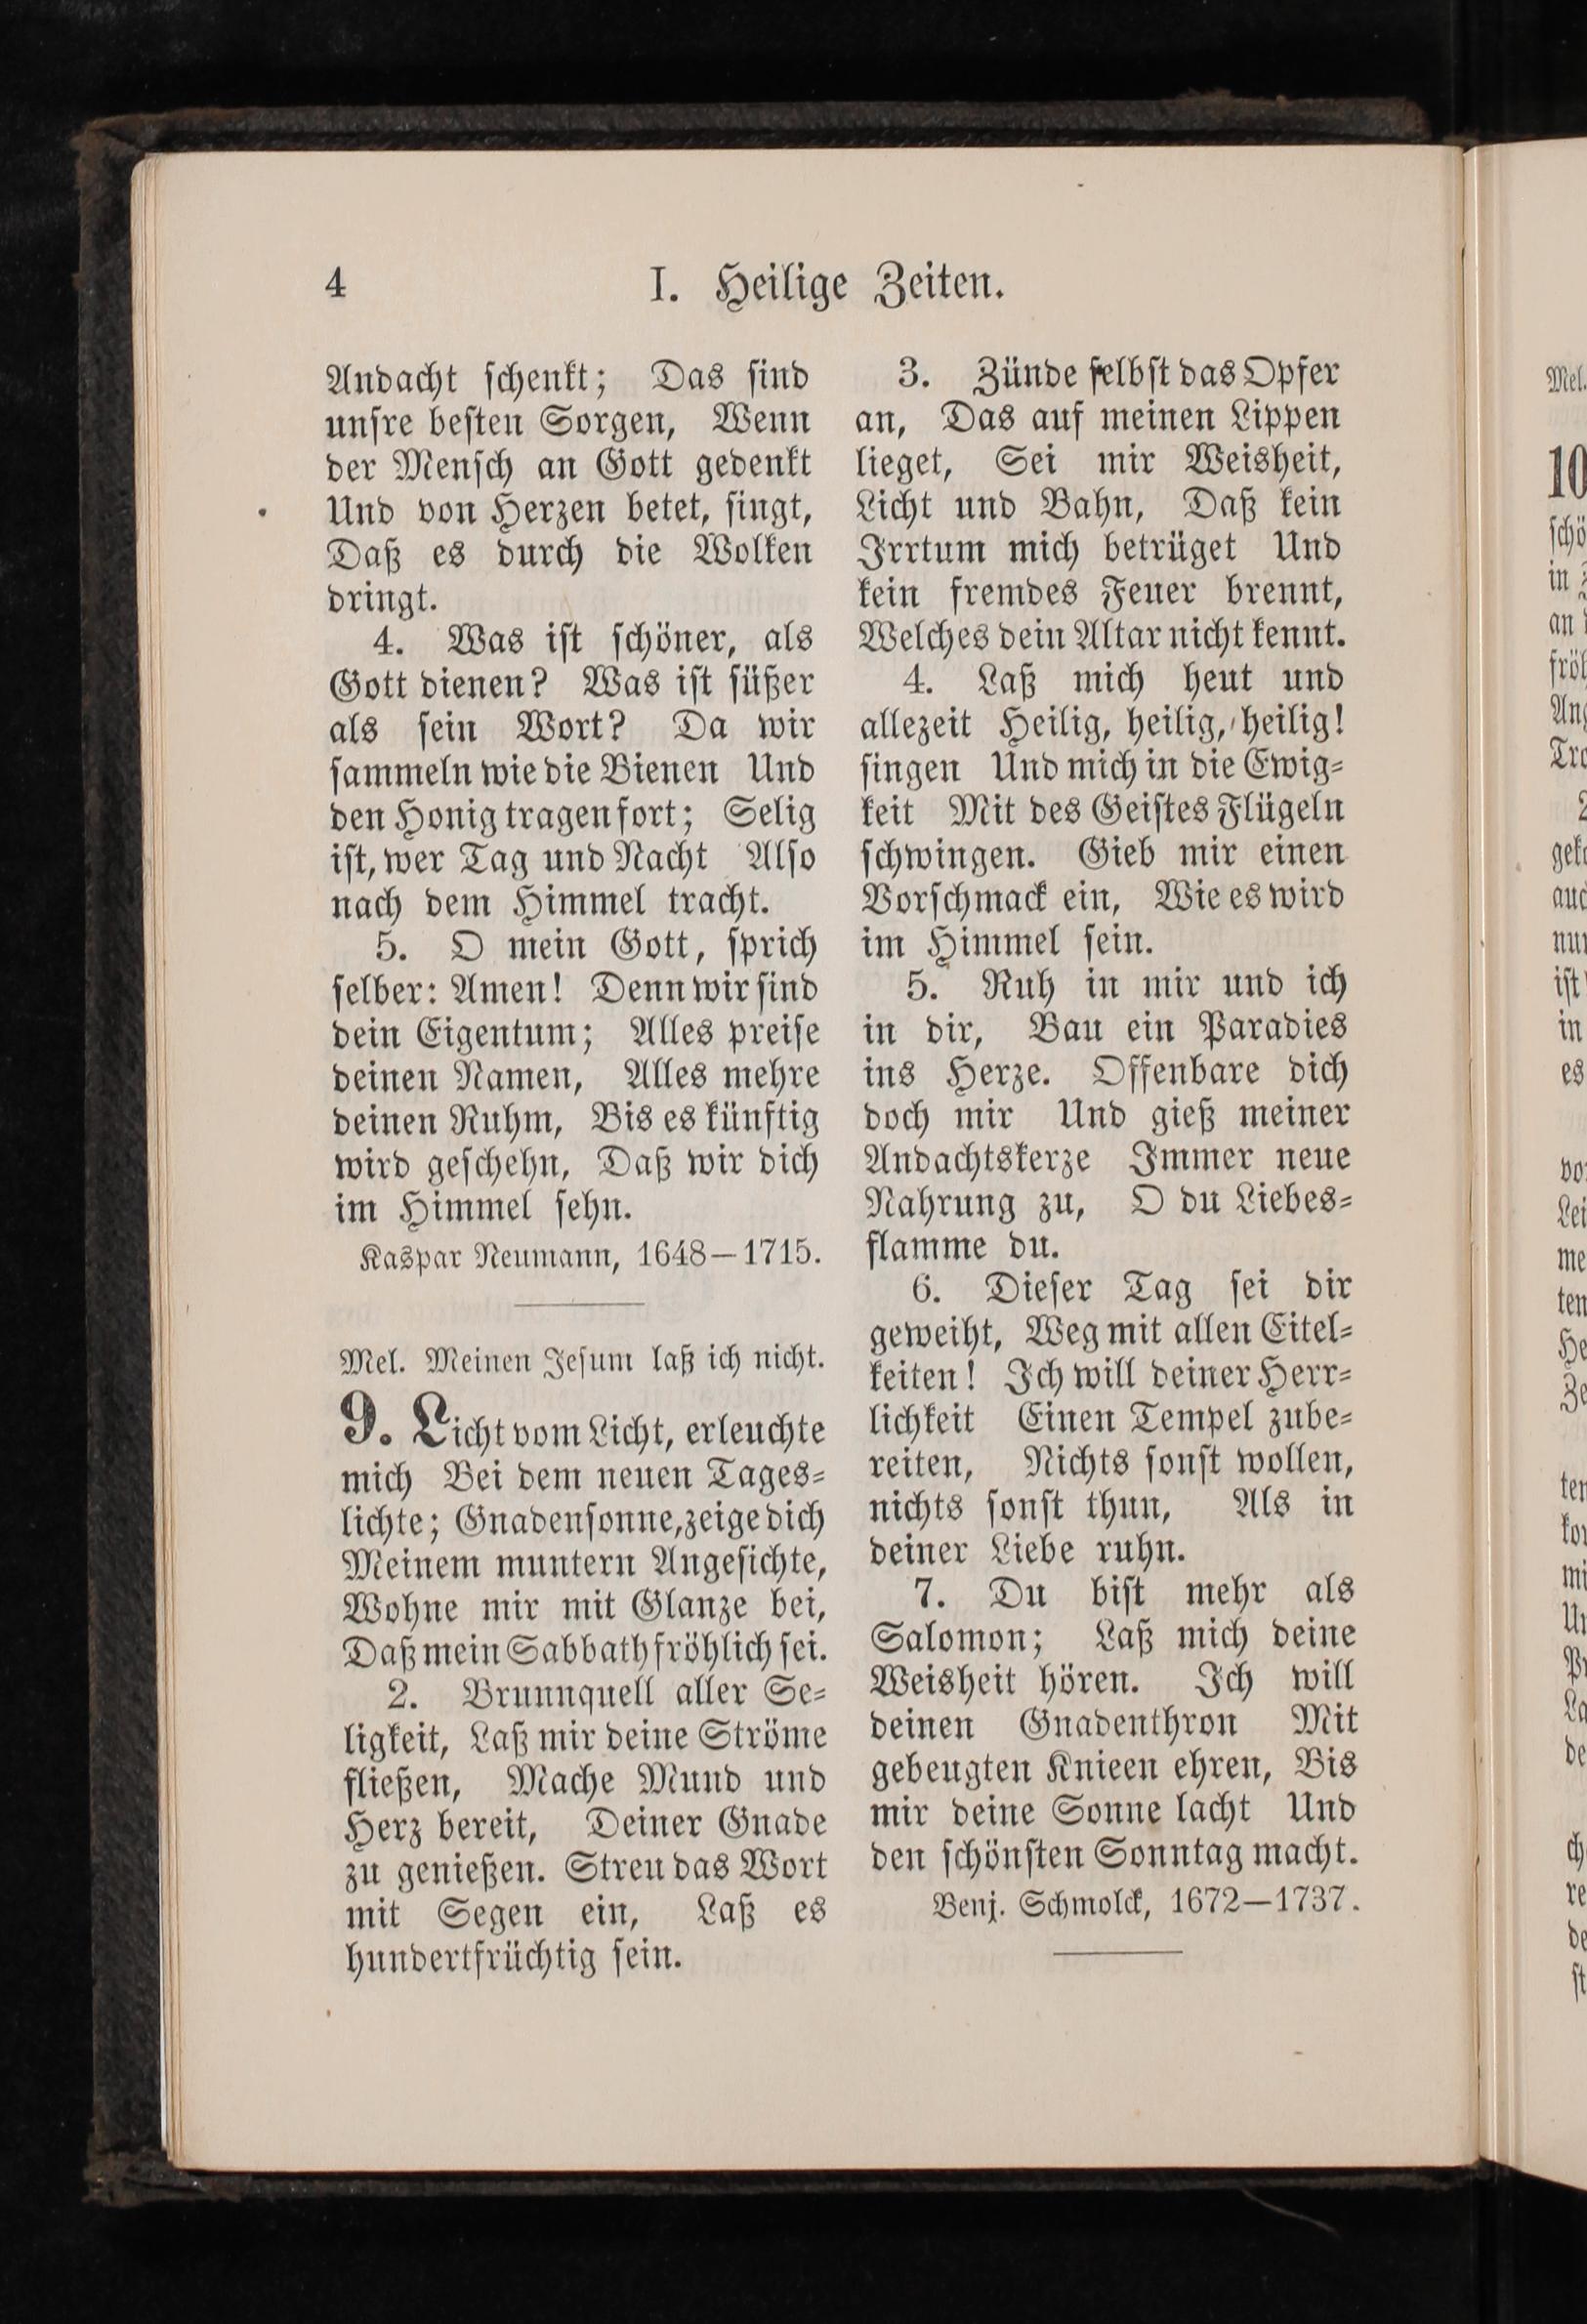 4
I. Heilige Zeiten.
Andacht schenkt; Das sind
unsre besten Sorgen, Wenn
der Mensch an Gott gedenkt
Und von Herzen betet, singt,
Daß es durch die Wolken
dringt.
4. Was ist schöner, als
Gott dienen? Was ist süßer
als sein Wort? Da wir
sammeln wie die Bienen Und
den Honig tragen fort; Selig
ist, wer Tag und Nacht Also
nach dem Himmel tracht.
5. O mein Gott, sprich
selber: Amen! Denn wir sind
dein Eigentum; Alles preise
deinen Namen, Alles mehre
deinen Ruhm, Bis es künftig
wird geschehn, Daß wir dich
im Himmel sehn.
Kaspar Neumann, 1648–1715.
Mel. Meinen Jesum laß ich nicht.
9. Licht vom Licht, erleuchte
mich Bei dem neuen Tages=
lichte; Gnadensonne, zeige dich
Meinem muntern Angesichte,
Wohne mir mit Glanze bei,
Daß mein Sabbath fröhlich sei.
2. Brunnquell aller Se=
ligkeit, Laß mir deine Ströme
fließen, Mache Mund und
Herz bereit, Deiner Gnade
zu genießen. Streu das Wort
mit Segen ein, Laß es
hundertfrüchtig sein.
3. Zünde selbst das Opfer
an, Das auf meinen Lippen
lieget, Sei mir Weisheit,
Licht und Bahn, Daß kein
Irrtum mich betrüget Und
kein fremdes Feuer brennt,
Welches dein Altar nicht kennt.
4. Laß mich heut und
allezeit Heilig, heilig, heilig!
singen Und mich in die Ewig=
keit Mit des Geistes Flügeln
schwingen. Gieb mir einen
Vorschmack ein, Wie es wird
im Himmel sein.
5. Ruh in mir und ich
in dir, Bau ein Paradies
ins Herze. Offenbare dich
doch mir Und gieß meiner
Andachtskerze Immer neue
Nahrung zu, O du Liebes=
flamme du.
6. Dieser Tag sei dir
geweiht, Weg mit allen Eitel=
keiten! Ich will deiner Herr=
lichkeit Einen Tempel zube=
reiten, Nichts sonst wollen,
nichts sonst thun, Als in
deiner Liebe ruhn.
7. Du bist mehr als
Salomon; Laß mich deine
Weisheit hören. Ich will
deinen Gnadenthron Mit
gebeugten Knieen ehren, Bis
mir deine Sonne lacht Und
den schönsten Sonntag macht.
Benj. Schmolck, 1672–1737.
Mel.
10
in
an
in
es